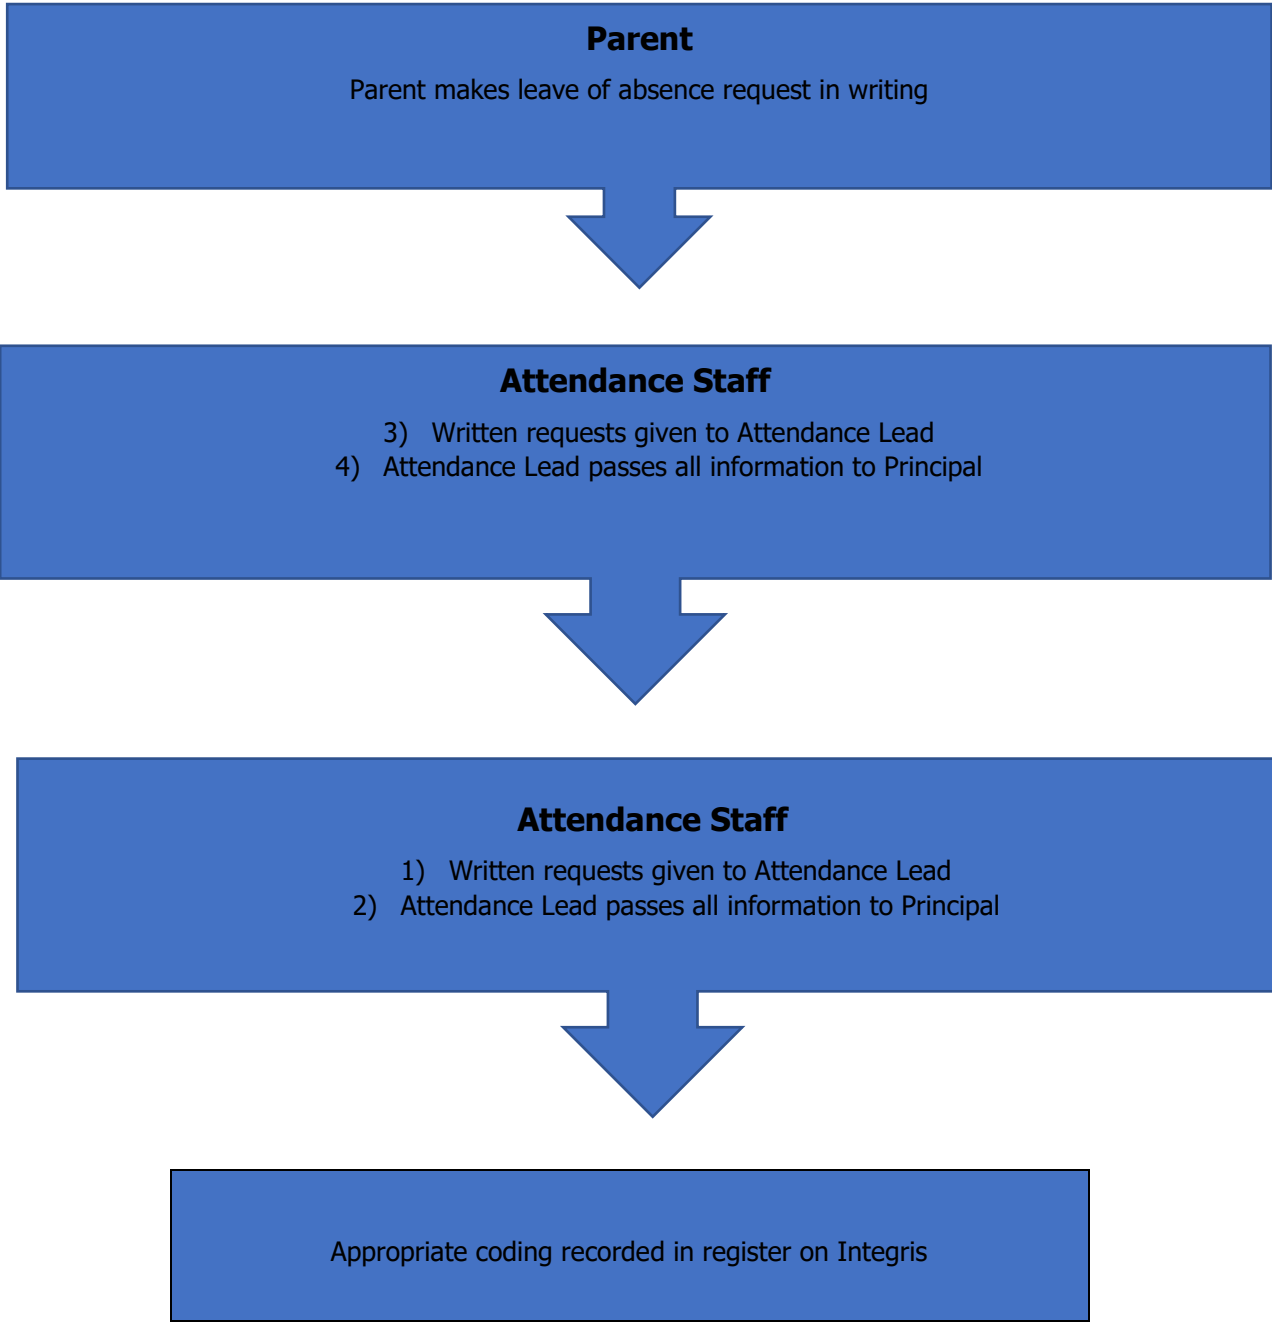 Parent
Parent makes leave of absence request in writing
Attendance Staff
3) Written requests given to Attendance Lead
4) Attendance Lead passes all information to Principal
Attendance Staff
1) Written requests given to Attendance Lead
2) Attendance Lead passes all information to Principal
Appropriate coding recorded in register on Integris